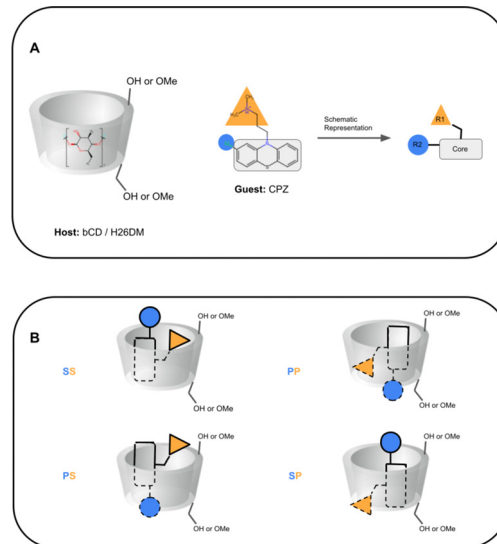 A
OH or OMe
OH or OMe
Host: bCD / H26DM
Guest: CPZ
Schematic
Representation
R1
R2
Core
B
SS
OH or OMe
OH or OMe
PP
OH or OMe
OH or OMe
PS
OH or OMe
OH or OMe
SP
OH or OMe
OH or OMe